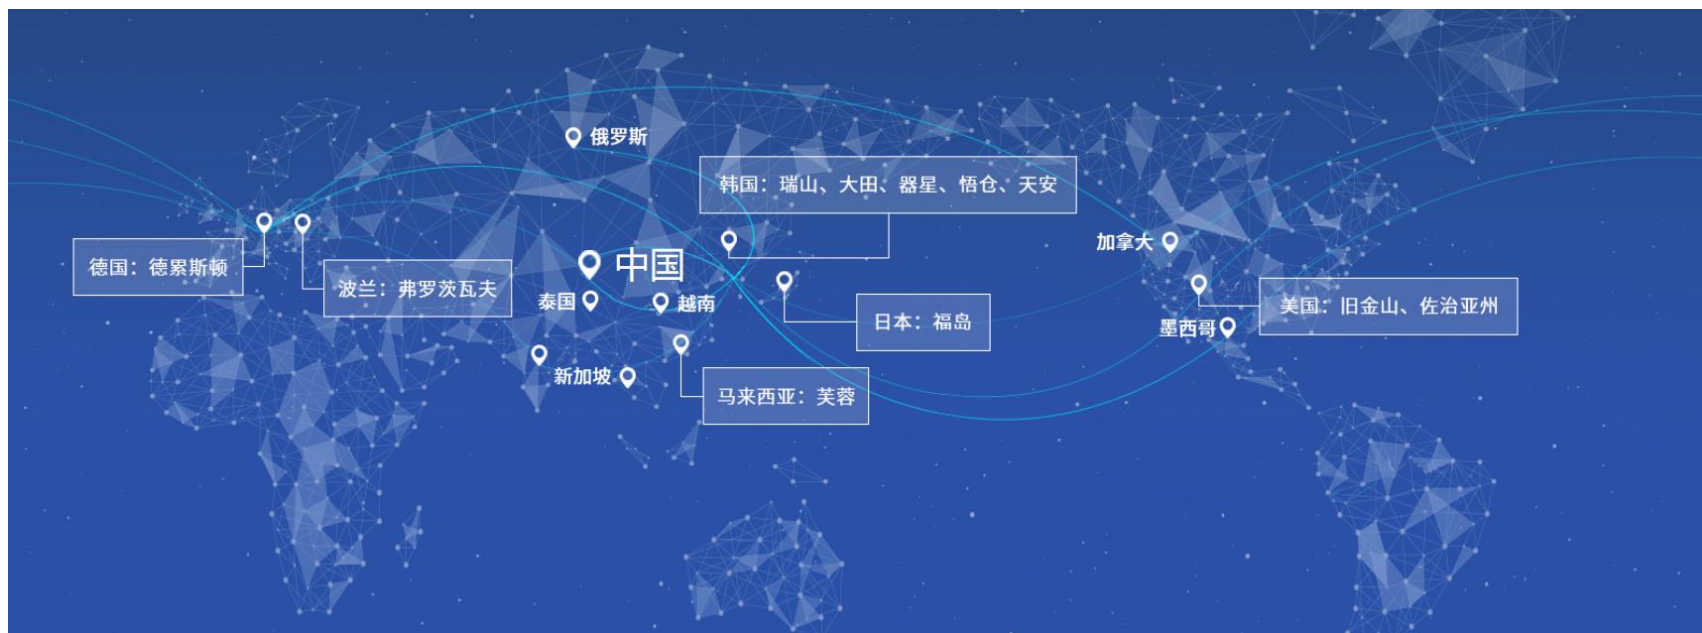 俄罗斯
韩国：瑞山、大田、器星、悟仓、天安
加拿大
德国：德累斯顿
中国
波兰：弗罗茨瓦夫
泰国
越南
日本：福岛
美国：旧金山、佐治亚州
墨西哥
新加坡
马来西亚：芙蓉